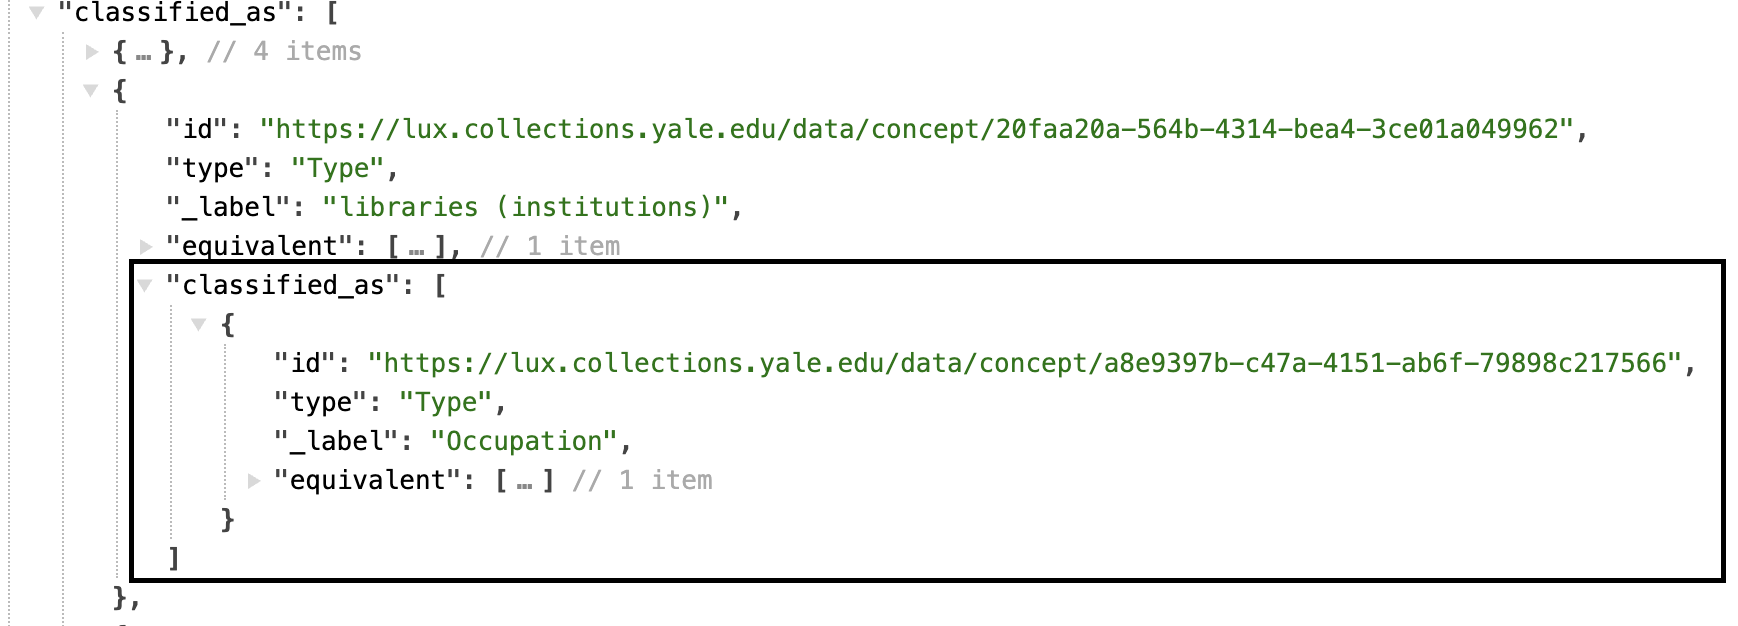 "classified_as": [
{ … }, // 4 items
{
"id": "https://lux.collections.yale.edu/data/concept/20faa20a-564b-4314-bea4-3ce01a049962",
"type": "Type",
"_label": "libraries (institutions)",
"equivalent": [ … ], // 1 item
"classified_as": [
{
"id": "https://lux.collections.yale.edu/data/concept/a8e9397b-c47a-4151-ab6f-79898c217566",
"type": "Type",
"_label": "Occupation",
"equivalent": [ … ] // 1 item
}
]
},